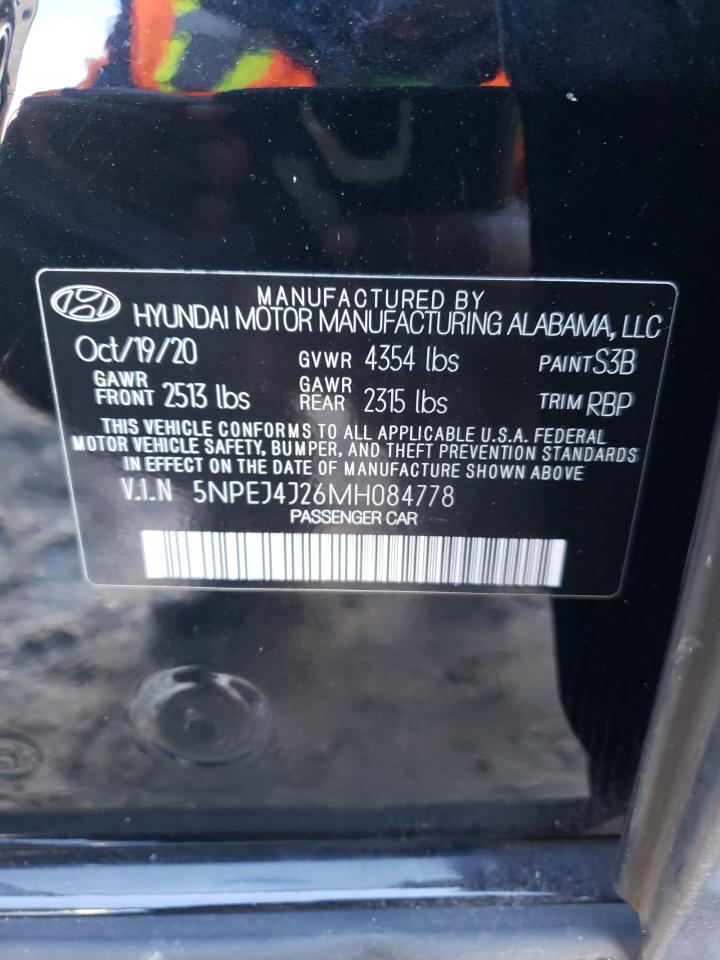 MANUFACTURED BY
HYUNDAI MOTOR MANUFACTURING ALABAMA, LLC
Oct/19/20 GVWR 4354 lbs PAINT S3B
GAWR FRONT 2513 lbs GAWR REAR 2315 lbs TRIM RBP
THIS VEHICLE CONFORMS TO ALL APPLICABLE U.S.A. FEDERAL
MOTOR VEHICLE SAFETY, BUMPER, AND THEFT PREVENTION STANDARDS
IN EFFECT ON THE DATE OF MANUFACTURE SHOWN ABOVE
V.I.N 5NPEJ4J26MH084778
PASSENGER CAR